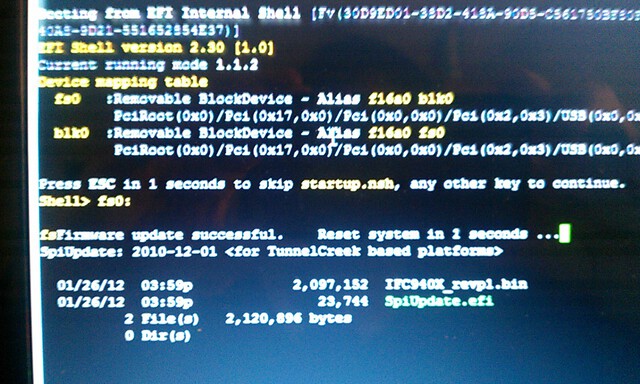 Booting from EFI Internal Shell [Fv(30D9ED01-38D2-418A-90D5-C561750BF80
40A8-9D21-551652854E37)]
EFI Shell version 2.30 [1.0]
Current running mode 1.1.2
Device mapping table
fs0 :Removable BlockDevice - Alias f16a0 blk0
PciRoot(0x0)/Pci(0x17,0x0)/Pci(0x0,0x0)/Pci(0x2,0x3)/USB(0x0,0x
blk0 :Removable BlockDevice - Alias f16a0 fs0
PciRoot(0x0)/Pci(0x17,0x0)/Pci(0x0,0x0)/Pci(0x2,0x3)/USB(0x0,0x
Press ESC in 1 seconds to skip startup.nsh, any other key to continue.
Shell> fs0:
fsFirmware update successful. Reset system in 2 seconds ...
SpiUpdate: 2010-12-01 <for TunnelCreek based platforms>
01/26/12 03:59p 2,097,152 IFC940X_revp1.bin
01/26/12 03:59p 23,744 SpiUpdate.efi
2 File(s) 2,120,896 bytes
0 Dir(s)